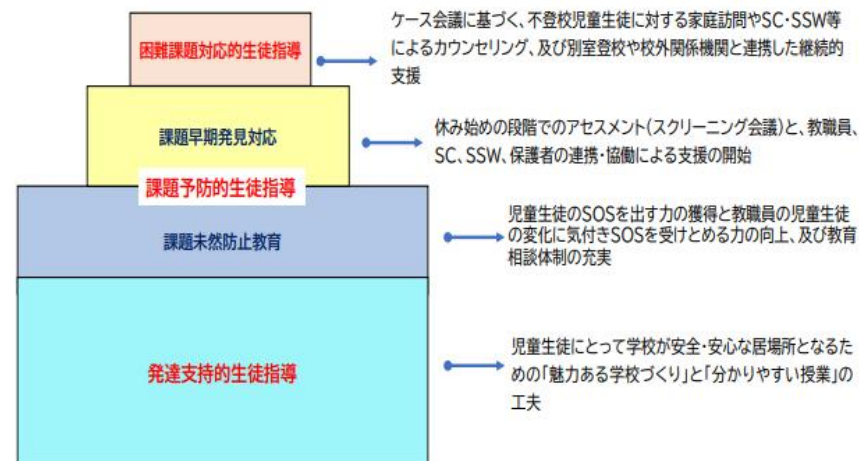 困難課題対応的生徒指導
ケース会議に基づく、不登校児童生徒に対する家庭訪問やSC・SSW等
によるカウンセリング、及び別室登校や校外関係機関と連携した継続的
支援
課題早期発見対応
休み始めの段階でのアセスメント(スクリーニング会議)と、教職員、
SC、SSW、保護者の連携・協働による支援の開始
課題予防的生徒指導
課題未然防止教育
児童生徒のSOSを出す力の獲得と教職員の児童生徒
の変化に気付きSOSを受けとめる力の向上、及び教育
相談体制の充実
発達支持的生徒指導
児童生徒にとって学校が安全・安心な居場所となるた
めの「魅力ある学校づくり」と「分かりやすい授業」の
工夫